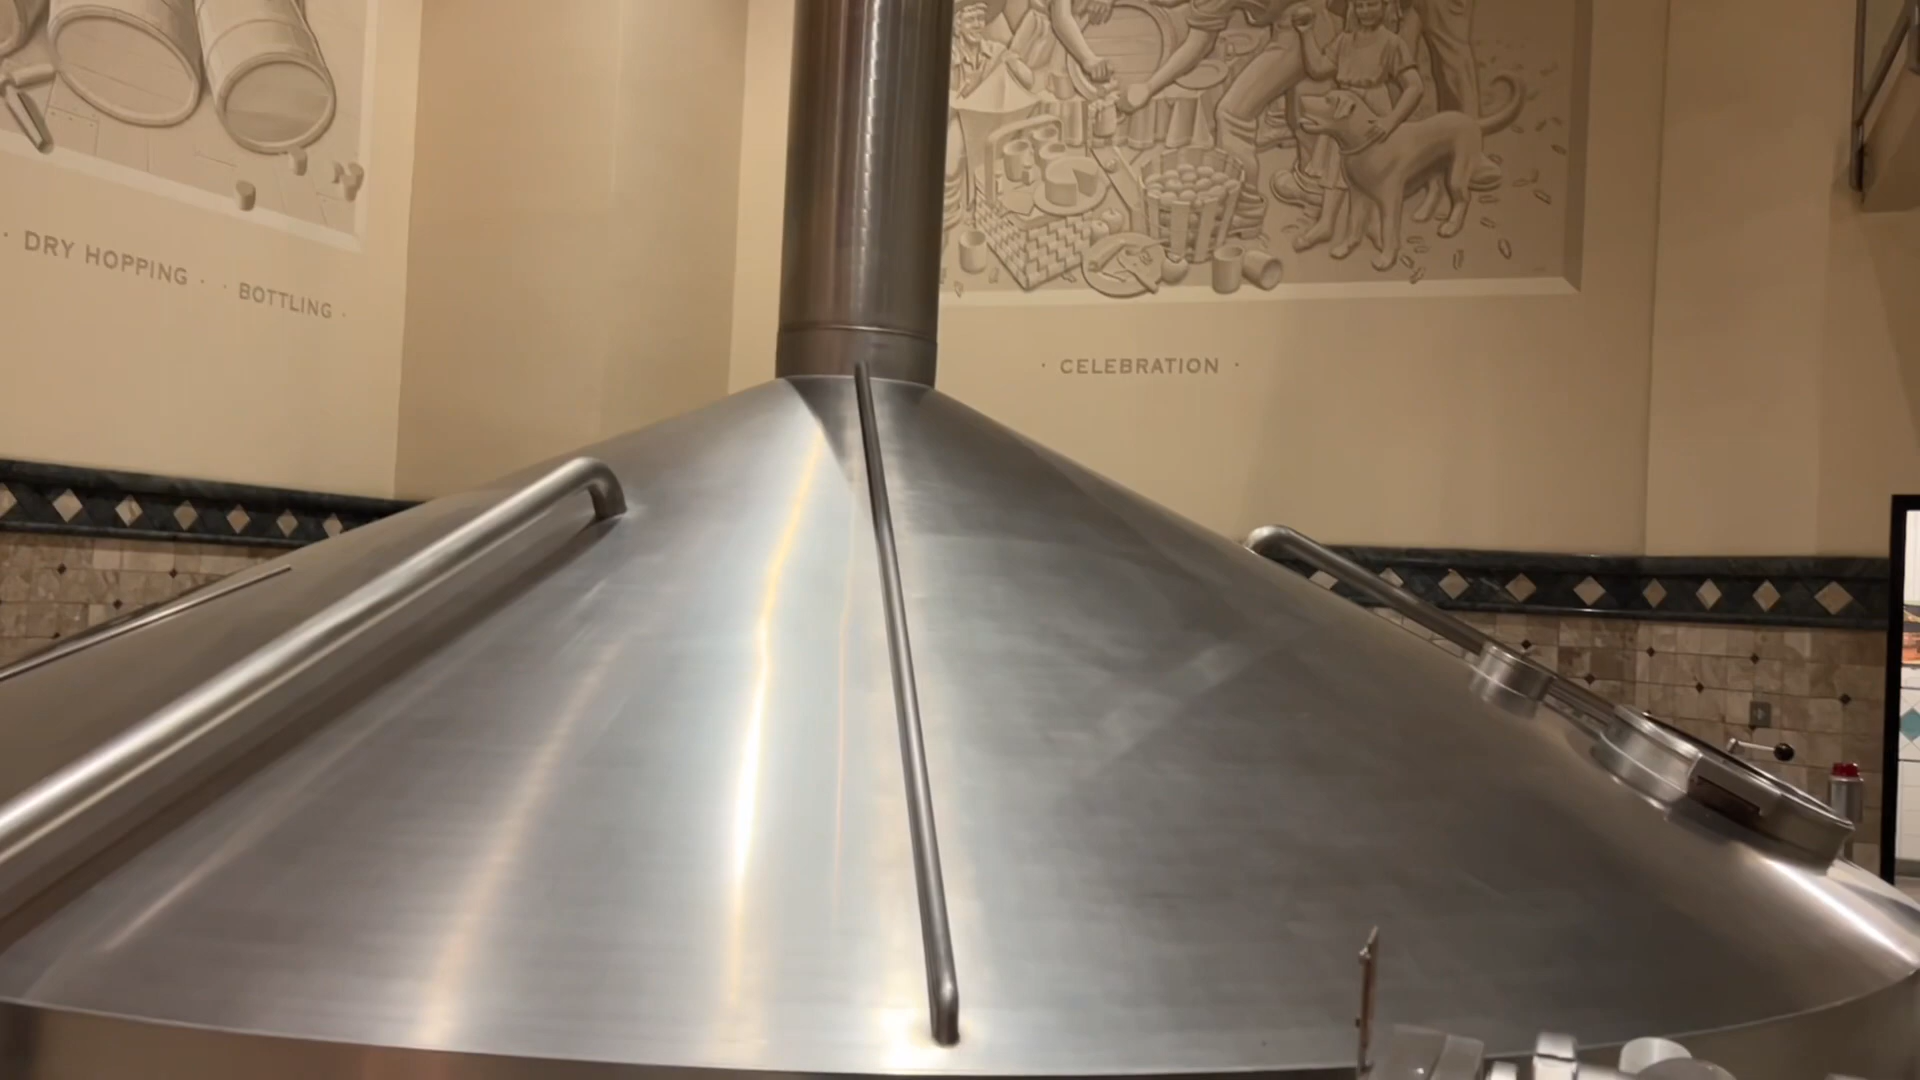 · DRY HOPPING · · BOTTLING ·
· CELEBRATION ·